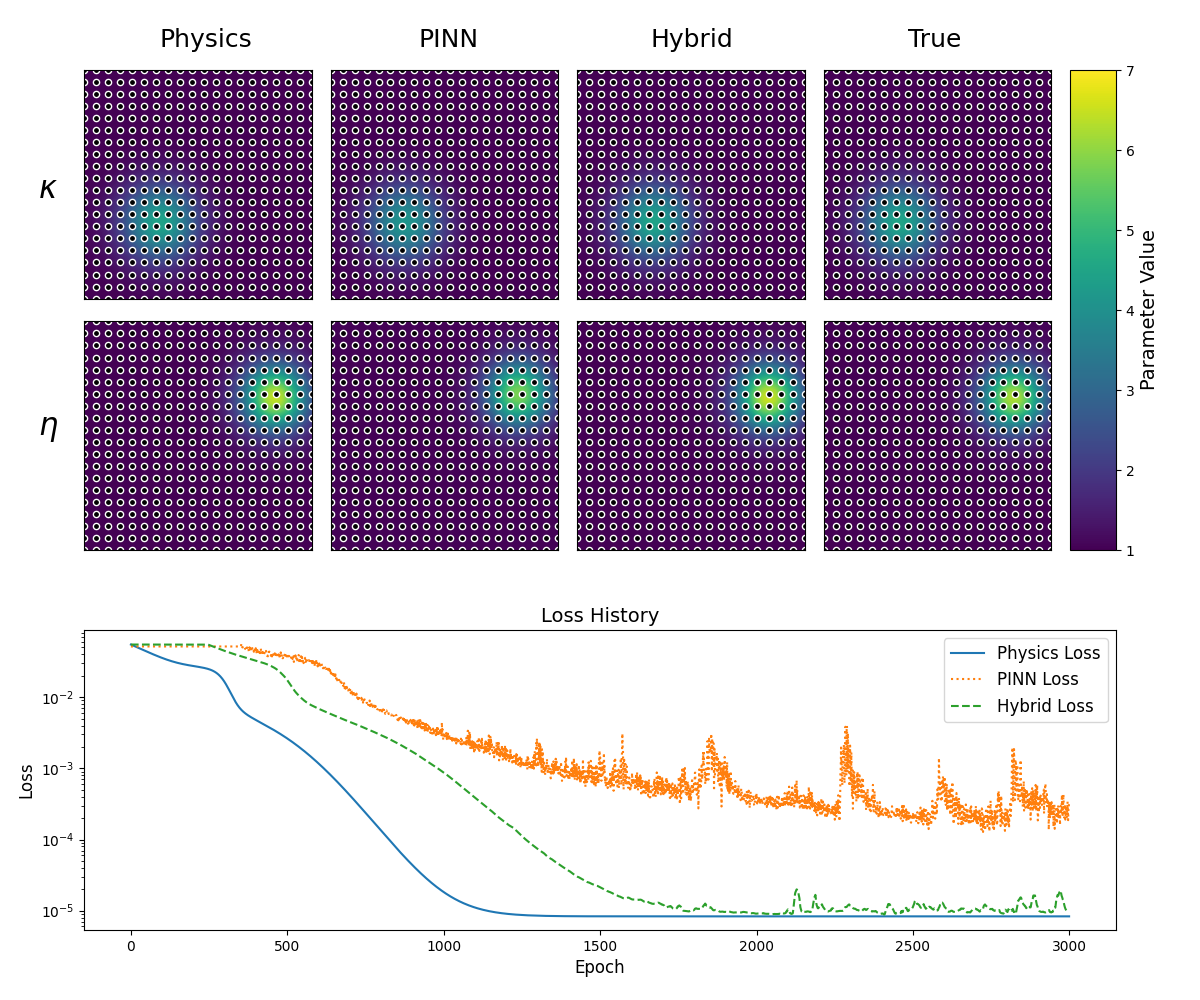 Physics PINN Hybrid True
κ
η
7
6
5
4
3
2
1
Parameter Value
Loss History
Physics Loss
PINN Loss
Hybrid Loss
10⁻²
10⁻³
10⁻⁴
10⁻⁵
Loss
0 500 1000 1500 2000 2500 3000
Epoch